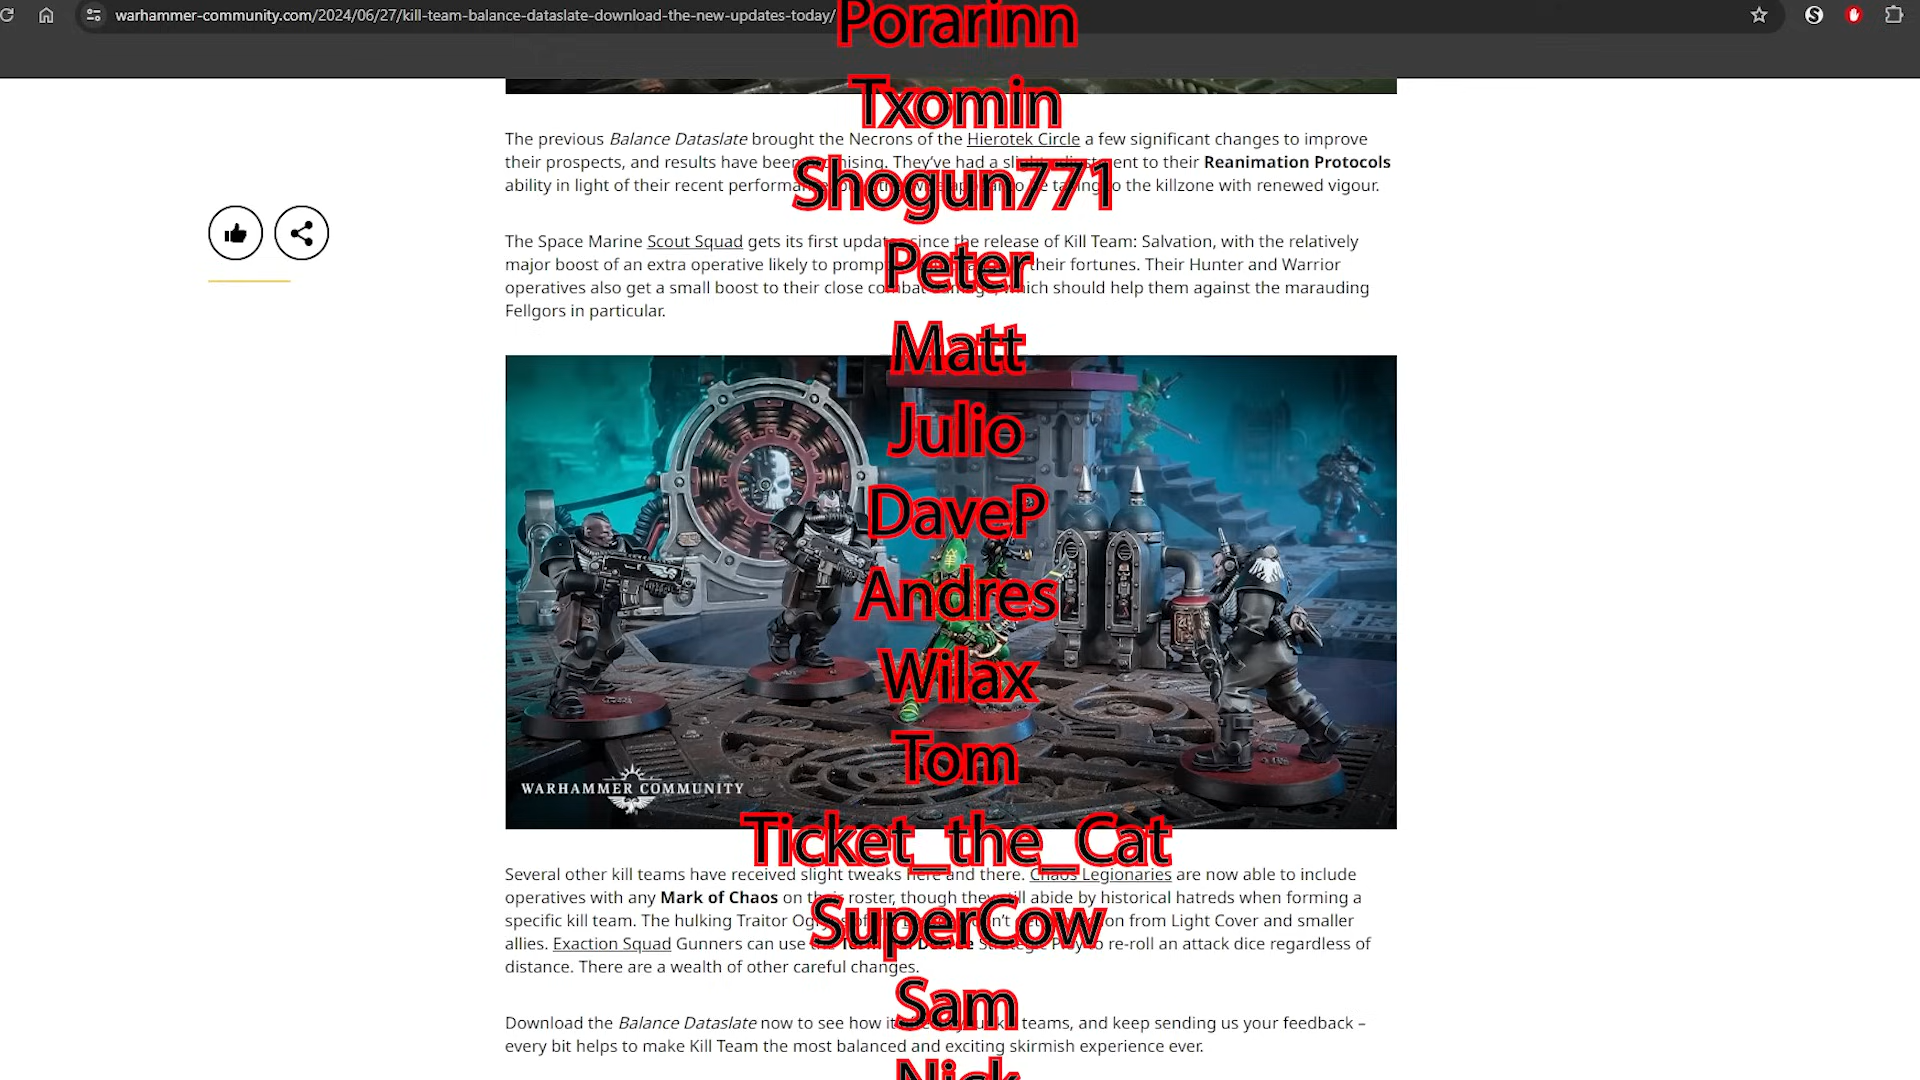 warhammer-community.com/2024/06/27/kill-team-balance-dataslate-download-the-new-updates-today/
Porarinn
Txomin
The previous Balance Dataslate brought the Necrons of the Hierotek Circle a few significant changes to improve
their prospects, and results have been They've had a to their Reanimation Protocols
ability in light of their recent the killzone with renewed vigour.
Shogun771
The Space Marine Scout Squad gets its first update since the release of Kill Team: Salvation, with the relatively
major boost of an extra operative likely to their fortunes. Their Hunter and Warrior
operatives also get a small boost to their close combat which should help them against the marauding
Fellgors in particular.
Peter
Matt
Julio
DaveP
Andres
Wilax
Tom
WARHAMMER COMMUNITY
Ticket_the_Cat
Several other kill teams have received slight tweaks here and there. Chaos Legionaries are now able to include
operatives with any Mark of Chaos on their roster, though they still abide by historical hatreds when forming a
specific kill team. The hulking Traitor from Light Cover and smaller
allies. Exaction Squad Gunners can use re-roll an attack dice regardless of
distance. There are a wealth of other careful changes.
SuperCow
Sam
Download the Balance Dataslate now to see how teams, and keep sending us your feedback –
every bit helps to make Kill Team the most balanced and exciting skirmish experience ever.
Nick